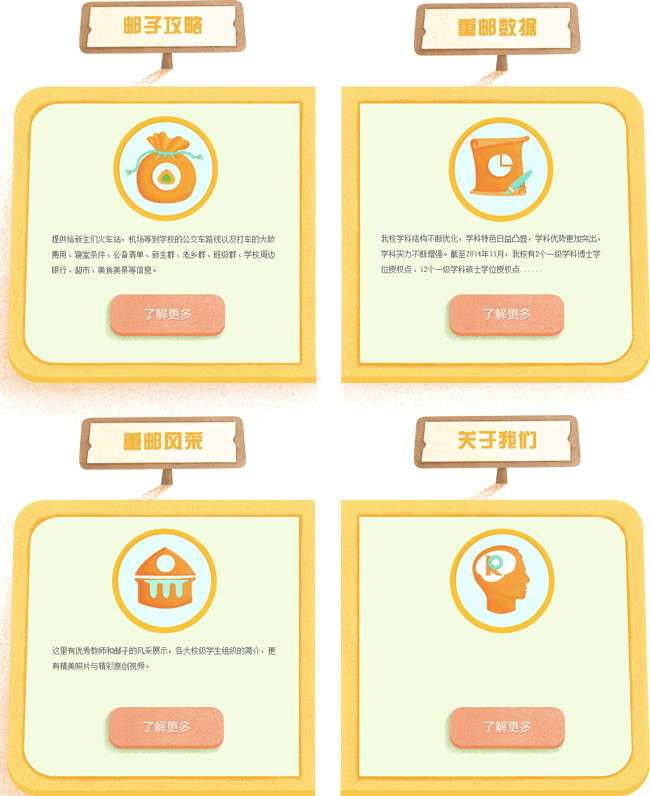 邮子攻略
重邮数据
提供给新生们火车站，机场等到学校的公交车路线以及打车的大致
费用、寝室条件、必备清单、新生群、老乡群、班级群、学校周边
银行、超市、美食美景等信息。
了解更多
我校学科结构不断优化，学科特色日益凸显，学科优势更加突出，
学科实力不断增强。截至2014年11月，我校有2个一级学科博士学
位授权点、12个一级学科硕士学位授权点......
了解更多
重邮风采
关于我们
这里有优秀教师和邮子的风采展示，各大校级学生组织的简介，更
有精美照片与精彩原创视频。
了解更多
了解更多